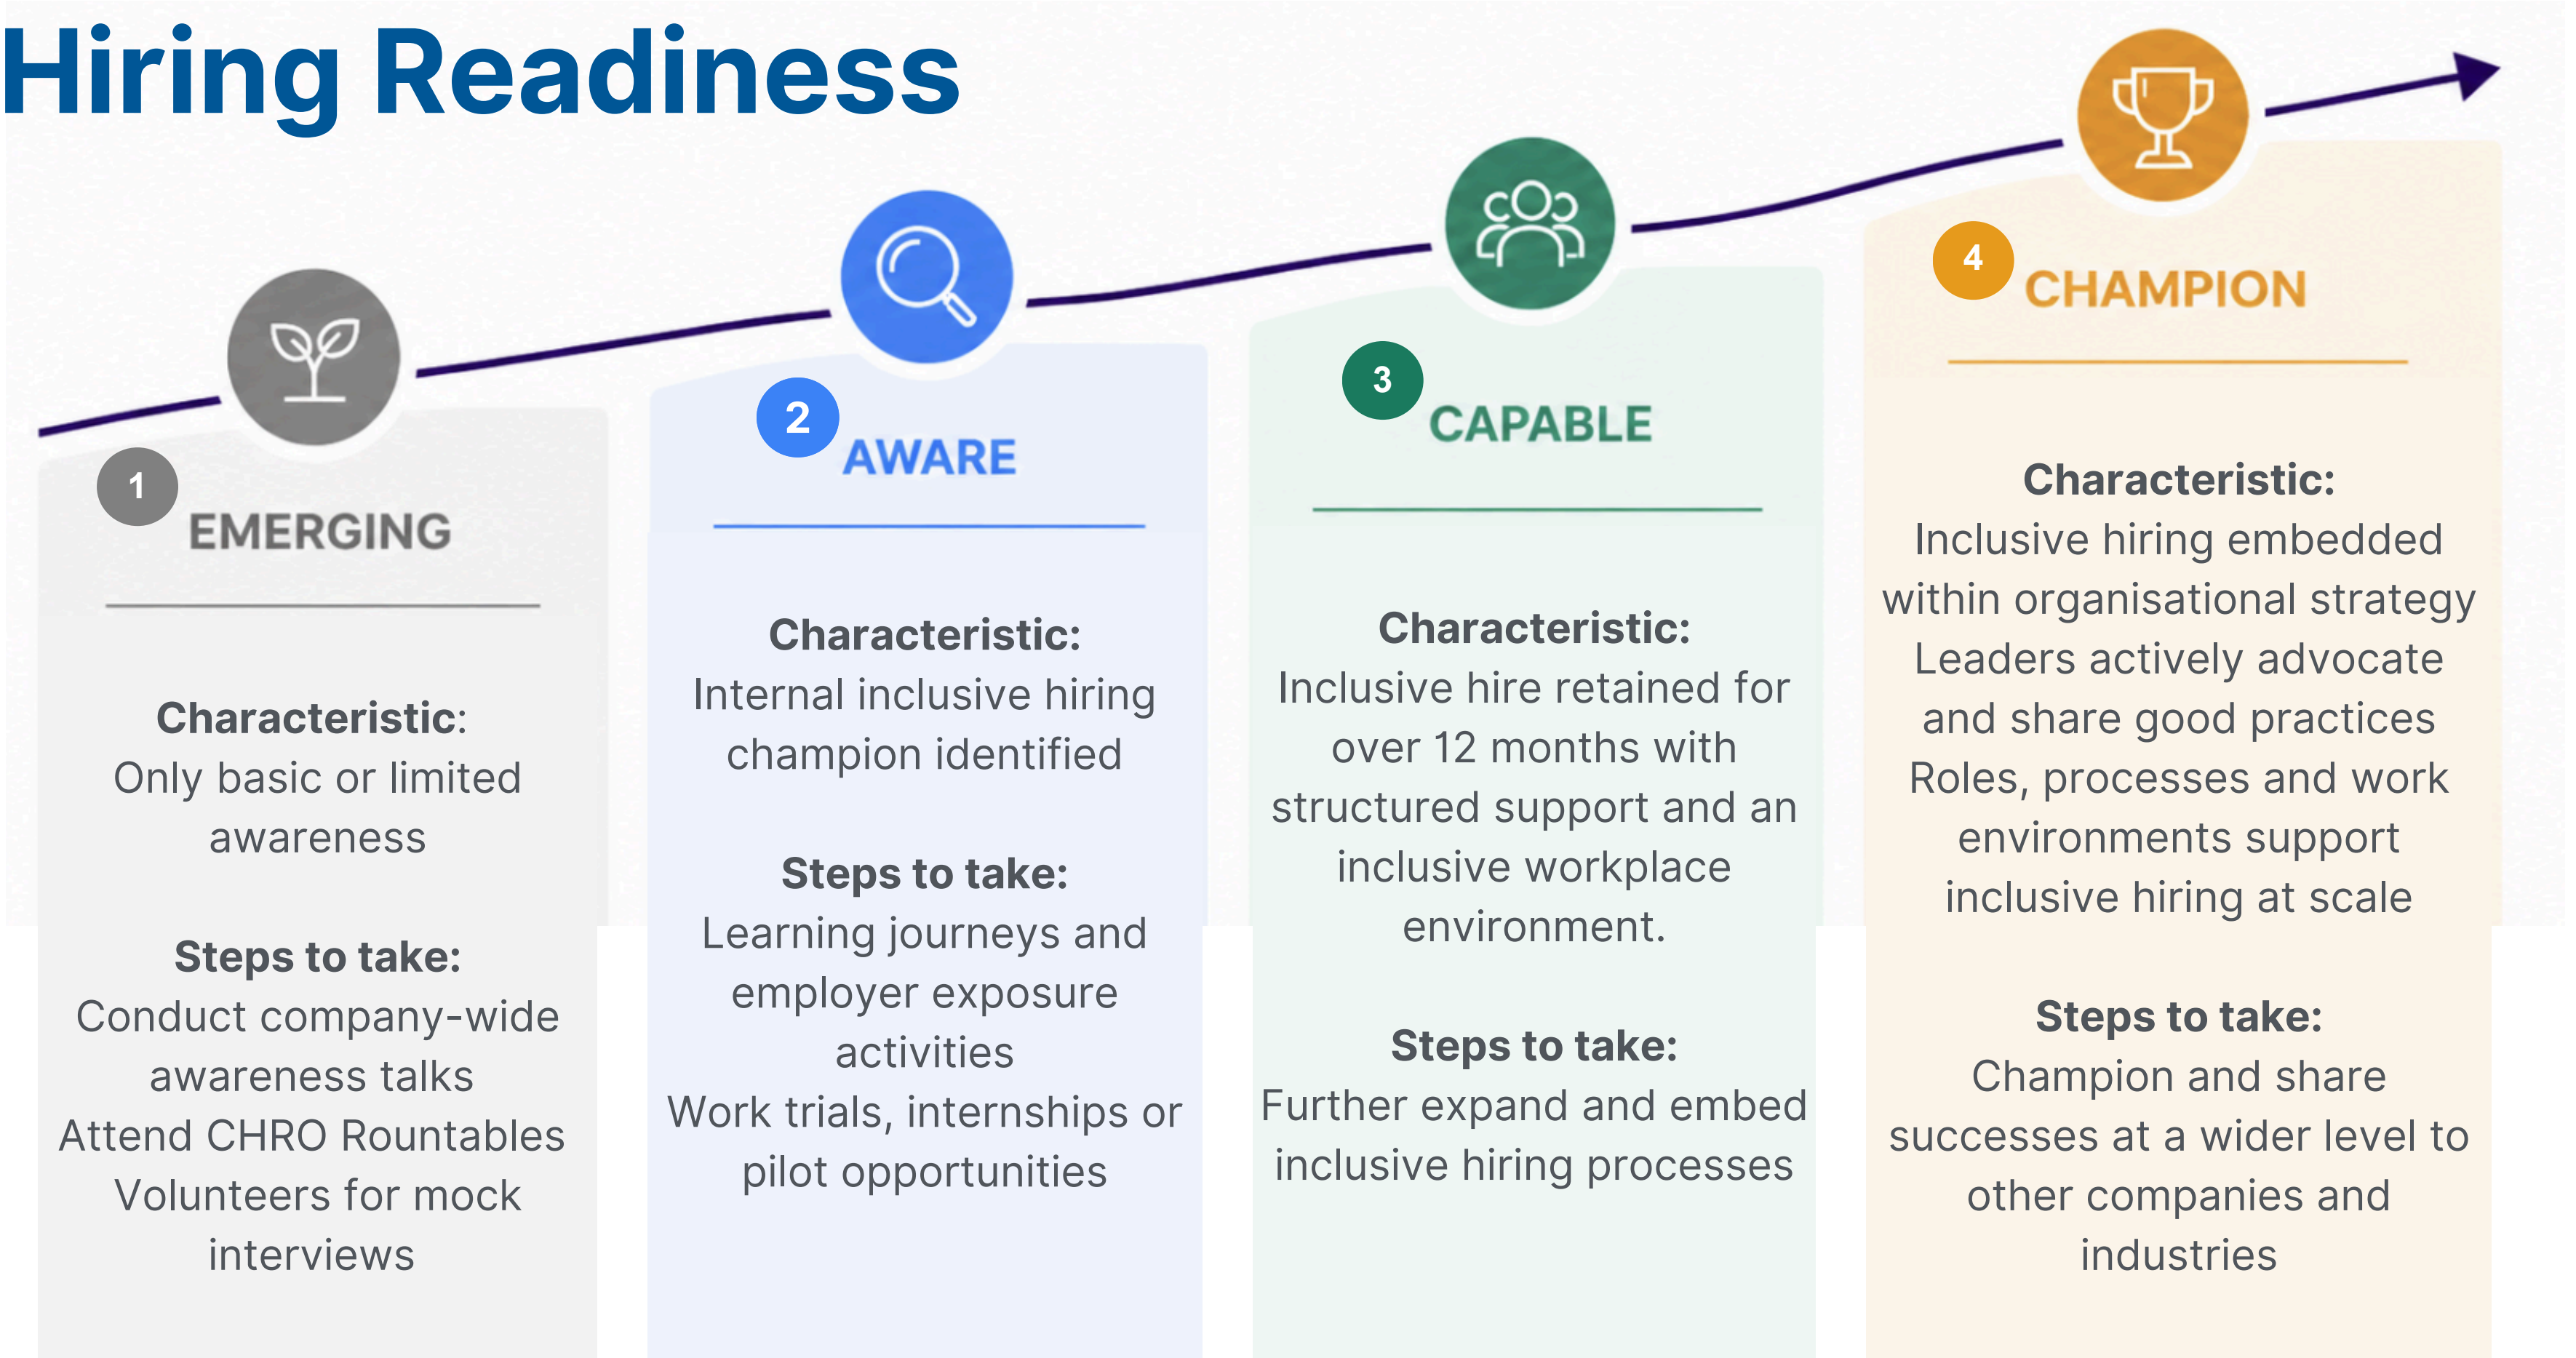 Hiring Readiness
1
EMERGING
Characteristic:
Only basic or limited
awareness
Steps to take:
Conduct company-wide
awareness talks
Attend CHRO Rountables
Volunteers for mock
interviews
2
AWARE
Characteristic:
Internal inclusive hiring
champion identified
Steps to take:
Learning journeys and
employer exposure
activities
Work trials, internships or
pilot opportunities
3
CAPABLE
Characteristic:
Inclusive hire retained for
over 12 months with
structured support and an
inclusive workplace
environment.
Steps to take:
Further expand and embed
inclusive hiring processes
4
CHAMPION
Characteristic:
Inclusive hiring embedded
within organisational strategy
Leaders actively advocate
and share good practices
Roles, processes and work
environments support
inclusive hiring at scale
Steps to take:
Champion and share
successes at a wider level to
other companies and
industries